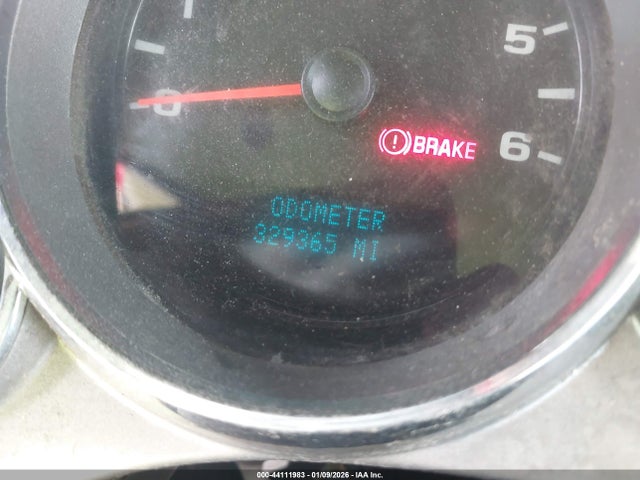 1
0
5
6
(!) BRAKE
ODOMETER
329365 MI
000-44111983 | 01/09/2026 | IAA Inc.